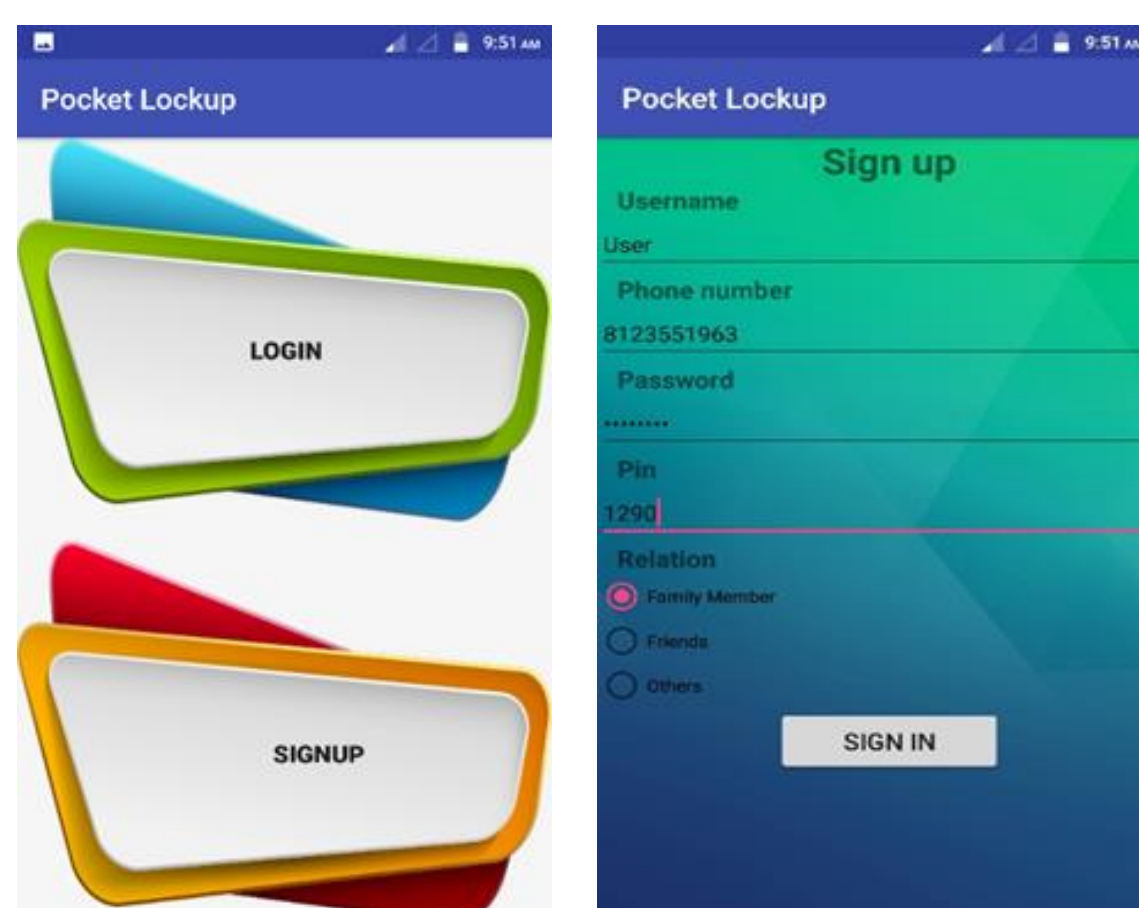 9:51 AM
Pocket Lockup
LOGIN
SIGNUP
9:51 AM
Pocket Lockup
Sign up
Username
User
Phone number
8123551963
Password
••••••••
Pin
1290
Relation
Family Member
Friends
Others
SIGN IN